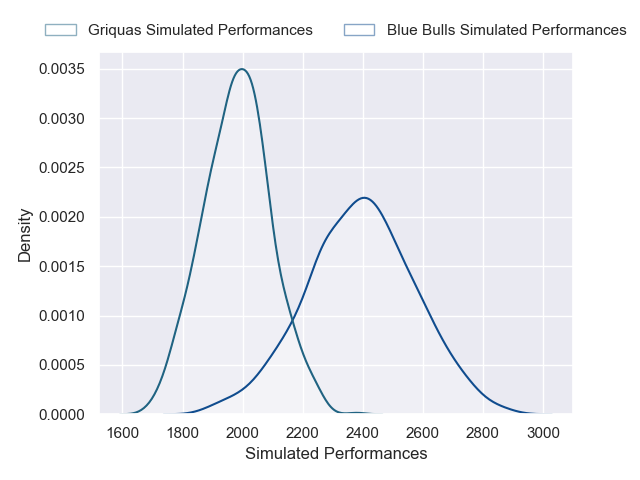 Griquas Simulated Performances Blue Bulls Simulated Performances
0.0035
0.0030
0.0025
0.0020
0.0015
0.0010
0.0005
0.0000
Density
1600 1800 2000 2200 2400 2600 2800 3000
Simulated Performances